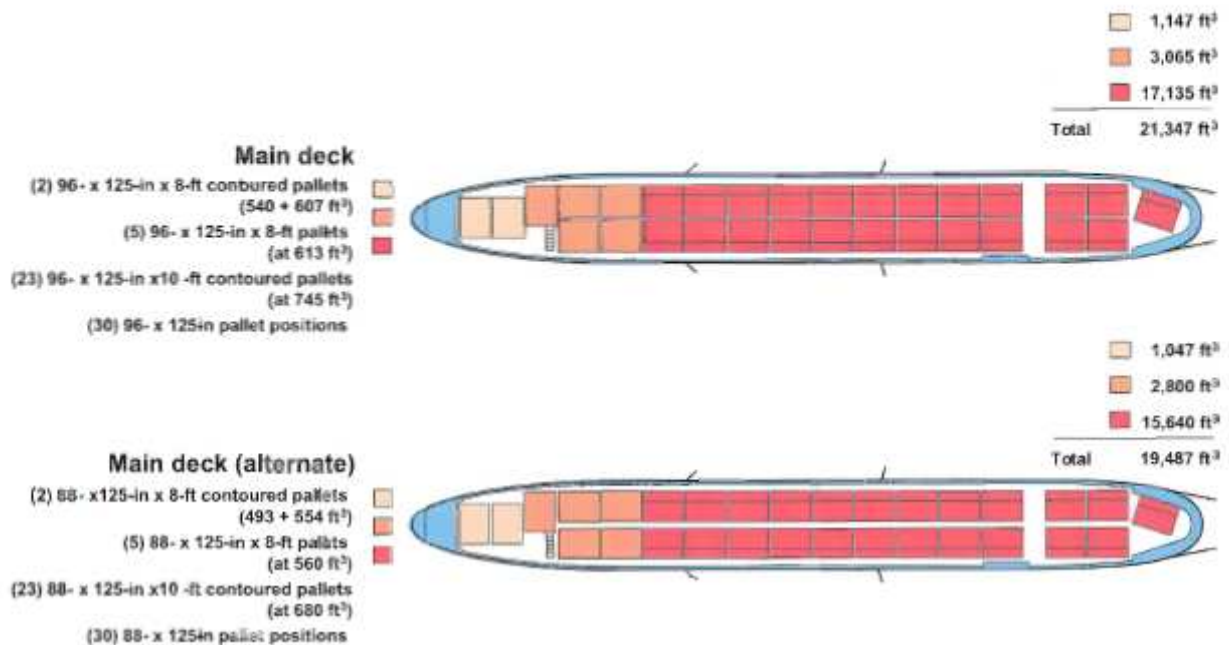 1,147 ft³
3,065 ft³
17,135 ft³
Total 21,347 ft³
Main deck
(2) 96- x 125-in x 8-ft contoured pallets
(540 + 607 ft³)
(5) 96- x 125-in x 8-ft pallets
(at 613 ft³)
(23) 96- x 125-in x10 -ft contoured pallets
(at 745 ft³)
(30) 96- x 125in pallet positions
1,047 ft³
2,800 ft³
15,640 ft³
Total 19,487 ft³
Main deck (alternate)
(2) 88- x125-in x 8-ft contoured pallets
(493 + 554 ft³)
(5) 88- x 125-in x 8-ft pallets
(at 560 ft³)
(23) 88- x 125-in x10 -ft contoured pallets
(at 680 ft³)
(30) 88- x 125in pallet positions